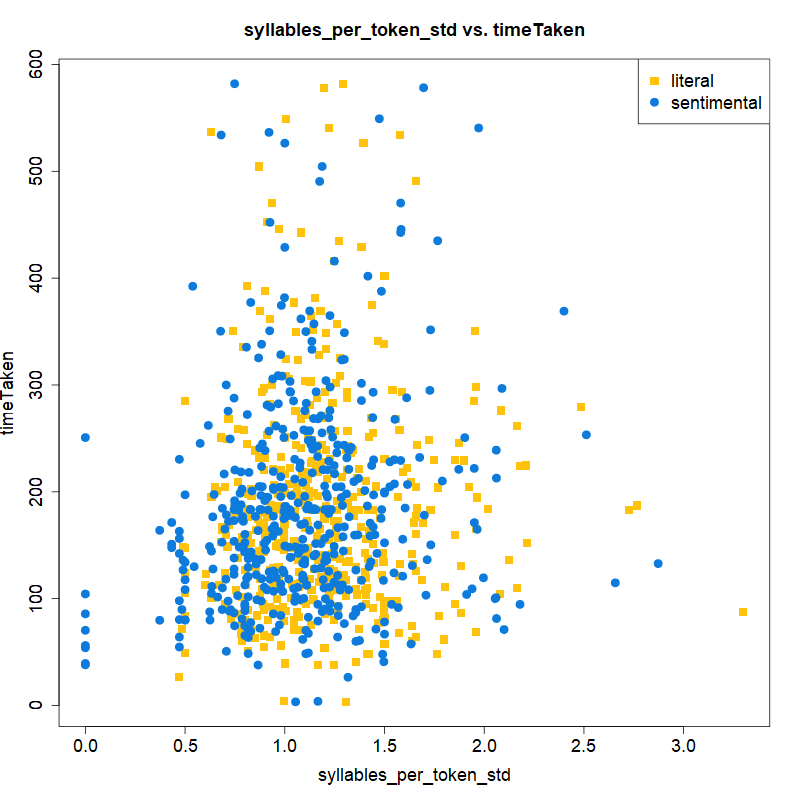 syllables_per_token_std vs. timeTaken
literal
sentimental
600
500
400
300
200
100
0
timeTaken
0.0 0.5 1.0 1.5 2.0 2.5 3.0
syllables_per_token_std